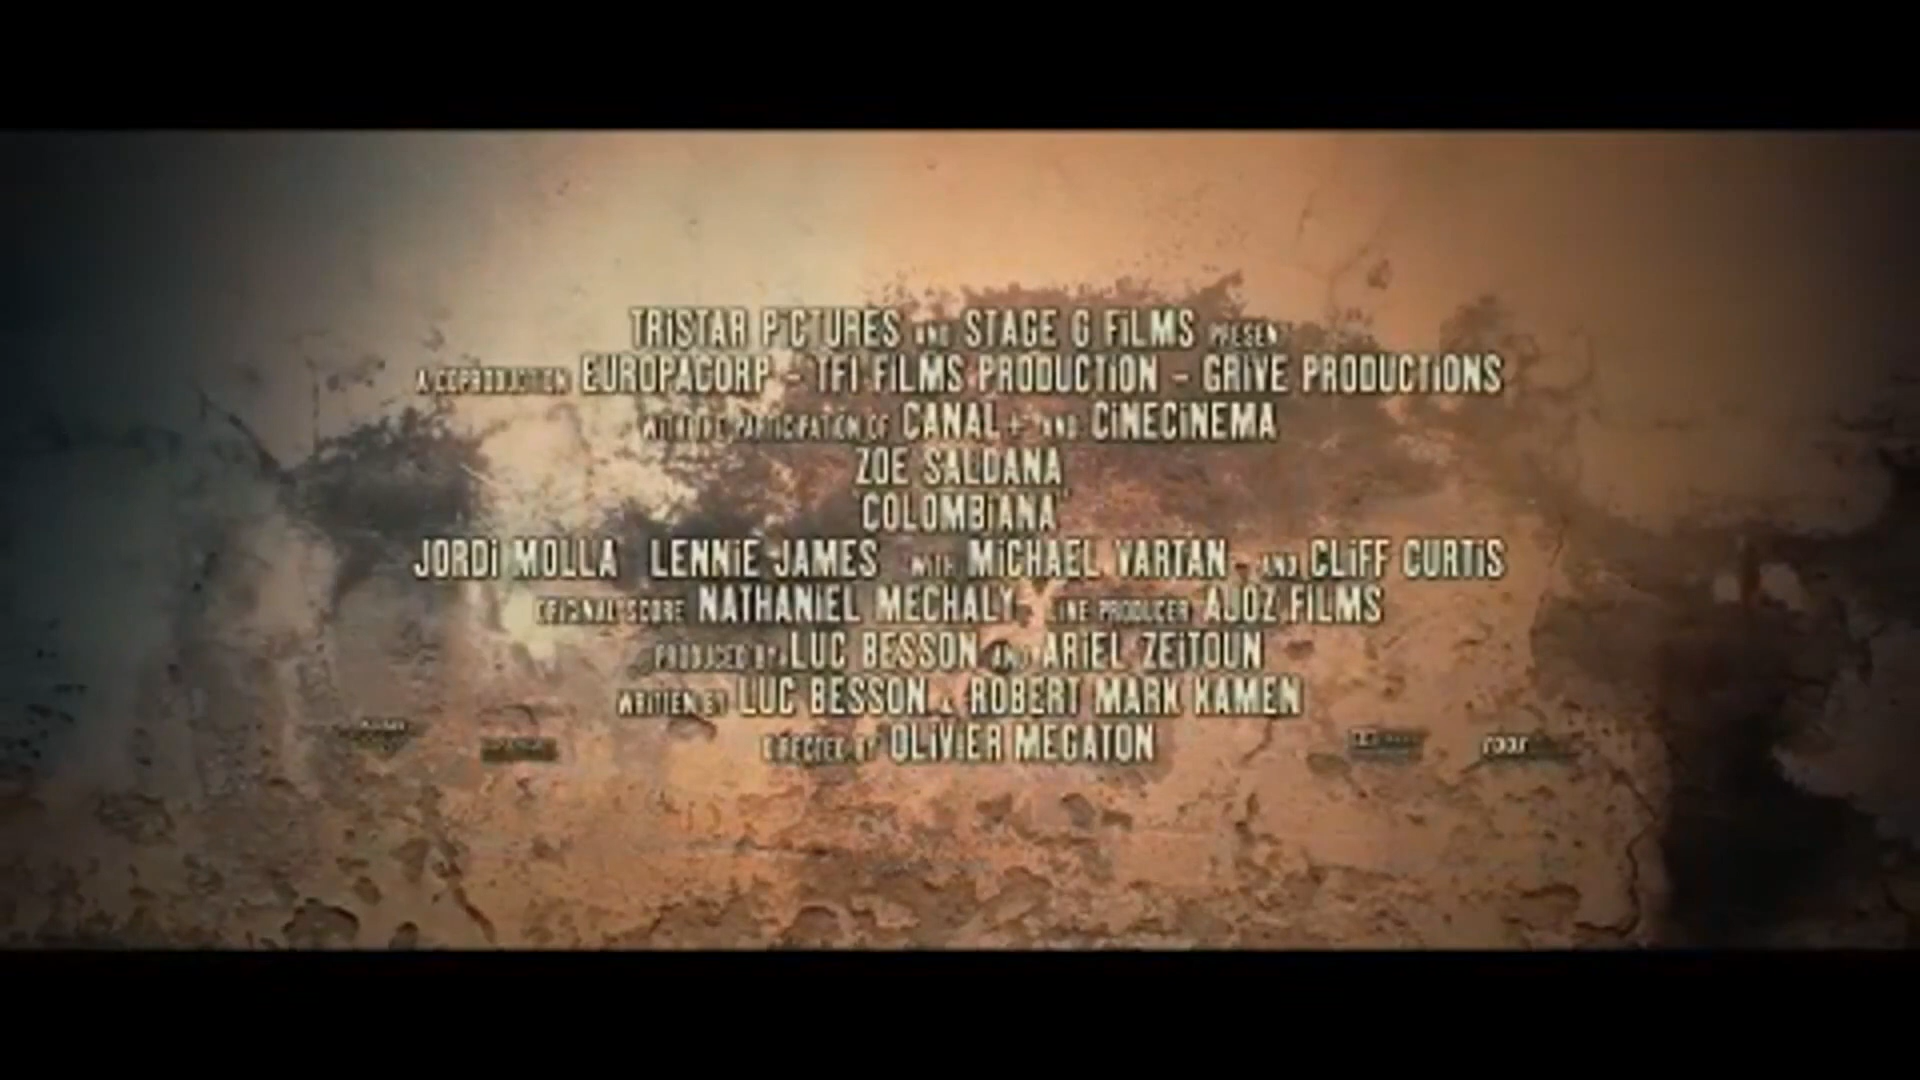 TRiSTAR PiCTURES AND STAGE 6 FiLMS PRESENT
A COPRODUCTION EUROPACORP - TF1 FiLMS PRODUCTiON - GRiVE PRODUCTiONS
WITH THE PARTICIPATION OF CANAL+ AND CiNECiNEMA
ZOE SALDANA
"COLOMBiANA"
JORDi MOLLA LENNiE JAMES WITH MiCHAEL VARTAN AND CLiFF CURTiS
ORIGINAL SCORE NATHANiEL MECHALY LINE PRODUCER AJOZ FiLMS
PRODUCED BY LUC BESSON AND ARiEL ZEiTOUN
WRITTEN BY LUC BESSON & ROBERT MARK KAMEN
DIRECTED BY OLiViER MEGATON